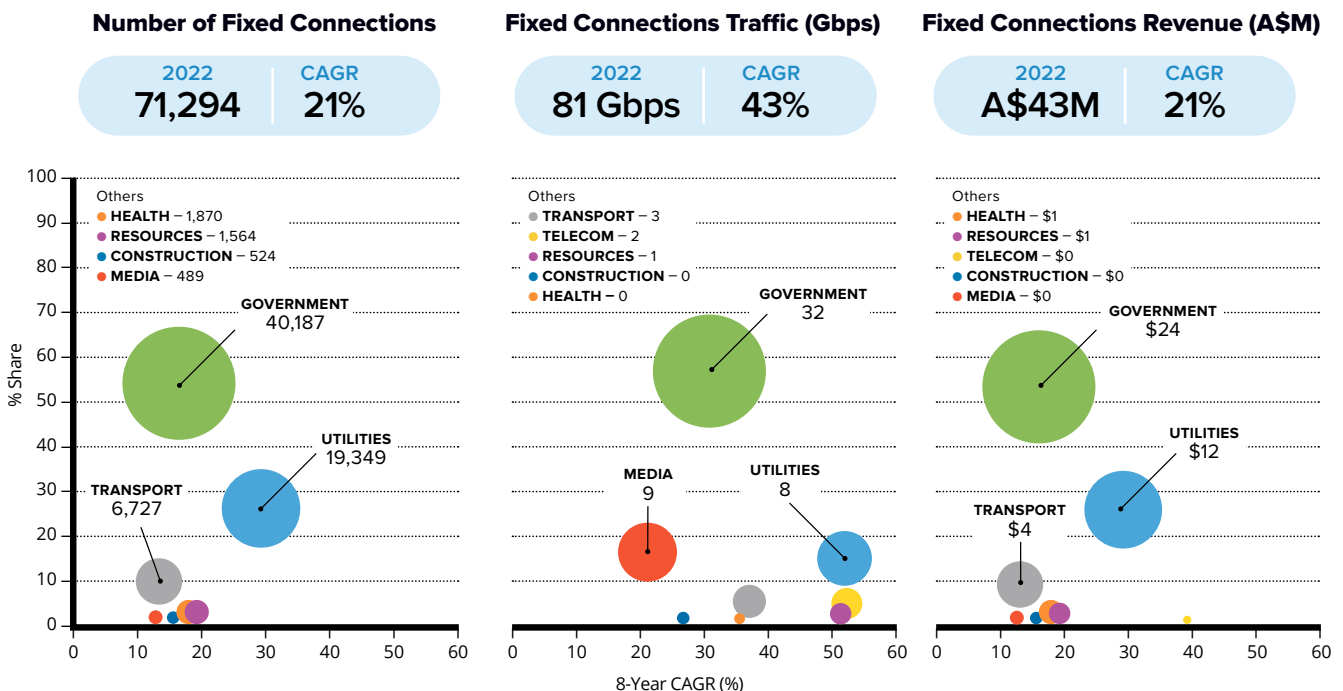 Number of Fixed Connections
2022 CAGR
71,294 21%
Fixed Connections Traffic (Gbps)
2022 CAGR
81 Gbps 43%
Fixed Connections Revenue (A$M)
2022 CAGR
A$43M 21%
% Share
100
90
80
70
60
50
40
30
20
10
0
Others
HEALTH – 1,870
RESOURCES – 1,564
CONSTRUCTION – 524
MEDIA – 489
GOVERNMENT
40,187
UTILITIES
19,349
TRANSPORT
6,727
0 10 20 30 40 50 60
Others
TRANSPORT – 3
TELECOM – 2
RESOURCES – 1
CONSTRUCTION – 0
HEALTH – 0
GOVERNMENT
32
MEDIA
9
UTILITIES
8
0 10 20 30 40 50 60
8-Year CAGR (%)
Others
HEALTH – $1
RESOURCES – $1
TELECOM – $0
CONSTRUCTION – $0
MEDIA – $0
GOVERNMENT
$24
UTILITIES
$12
TRANSPORT
$4
0 10 20 30 40 50 60